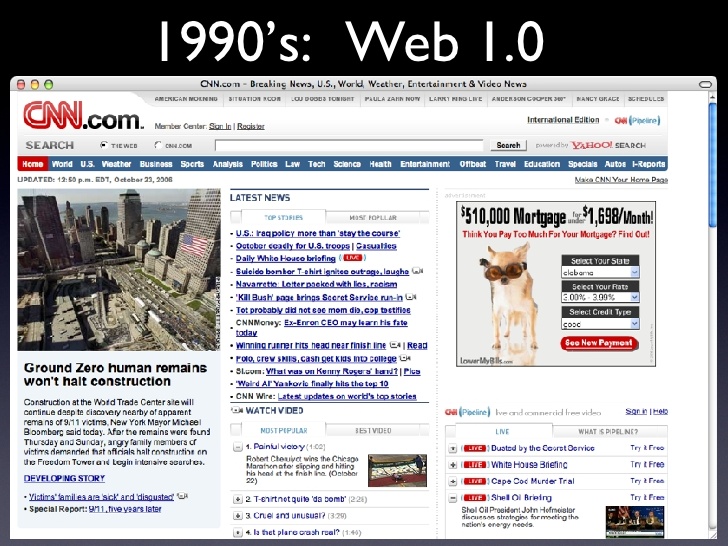 1990's: Web 1.0
CNN.com – Breaking News, U.S., World, Weather, Entertainment & Video News
AMERICAN MORNING SITUATION ROOM LOU DOBBS TONIGHT PAULA ZAHN NOW LARRY KING LIVE ANDERSON COOPER 360° NANCY GRACE SCHEDULES
CNN.com
Member Center: Sign In | Register
International Edition CNN Pipeline
SEARCH THE WEB CNN.COM Search powered by YAHOO! SEARCH
Home World U.S. Weather Business Sports Analysis Politics Law Tech Science Health Entertainment Offbeat Travel Education Specials Autos I-Reports
UPDATED: 12:50 p.m. EDT, October 23, 2006
Make CNN Your Home Page
Ground Zero human remains
won't halt construction
Construction at the World Trade Center site will
continue despite discovery nearby of apparent
remains of 9/11 victims, New York Mayor Michael
Bloomberg said today. After the remains were found
Thursday and Sunday, angry family members of
victims demanded that officials halt construction on
the Freedom Tower and begin intensive searches.
DEVELOPING STORY
• Victims' families are 'sick' and 'disgusted'
• Special Report: 9/11, five years later
LATEST NEWS
TOP STORIES MOST POPULAR
• U.S.: Iraq policy more than 'stay the course'
• October deadly for U.S. troops | Casualties
• Daily White House briefing LIVE
• Suicide bomber T-shirt ignites outrage, laughs
• Navarrette: Letter packed with lies, racism
• 'Kill Bush' page brings Secret Service run-in
• Tot probably did not see mom die, cop testifies
• CNNMoney: Ex-Enron CEO may learn his fate
today
• Winning runner hits head near finish line | Read
• Polo, crew skills, cash get kids into college
• SI.com: What was on Kenny Rogers' hand? | Pics
• 'Weird Al' Yankovic finally hits the top 10
• CNN Wire: Latest updates on world's top stories
WATCH VIDEO
MOST POPULAR BEST VIDEO
1. Painful victory (1:02)
Robert Cheruiyot wins the Chicago
Marathon after slipping and hitting
his head at the finish line. (October
22)
2. T-shirt not quite 'da bomb' (2:28)
3. Cruel and unusual? (2:39)
4. Is that plane crash real?
advertisement
$510,000 Mortgage for under $1,698/Month!
Think You Pay Too Much For Your Mortgage? Find Out!
Select Your State
alabama
Select Your Rate
3.00% - 3.99%
Select Credit Type
good
See New Payment
LowerMyBills.com
CNN Pipeline live and commercial free video. Sign in | Help
LIVE WHAT IS PIPELINE?
LIVE Dusted by the Secret Service Try it Free
LIVE White House Briefing Try it Free
LIVE Cape Cod Murder Trial Try it Free
LIVE Shell Oil Briefing Try it Free
Shell Oil President John Hofmeister
discusses strategies for meeting the
nation's energy needs.